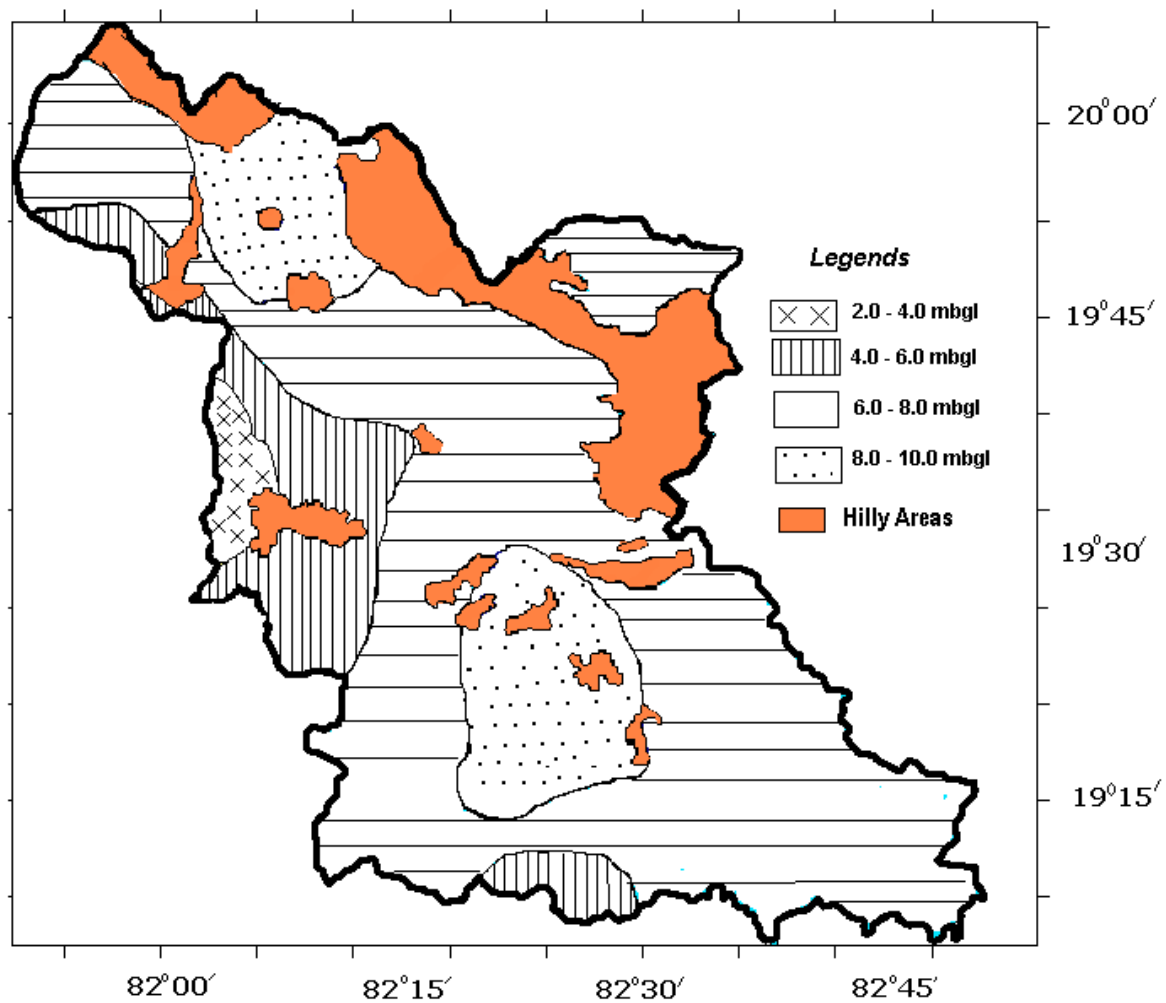 20°00′
Legends
2.0 - 4.0 mbgl
19°45′
4.0 - 6.0 mbgl
6.0 - 8.0 mbgl
8.0 - 10.0 mbgl
Hilly Areas
19°30′
19°15′
82°00′ 82°15′ 82°30′ 82°45′